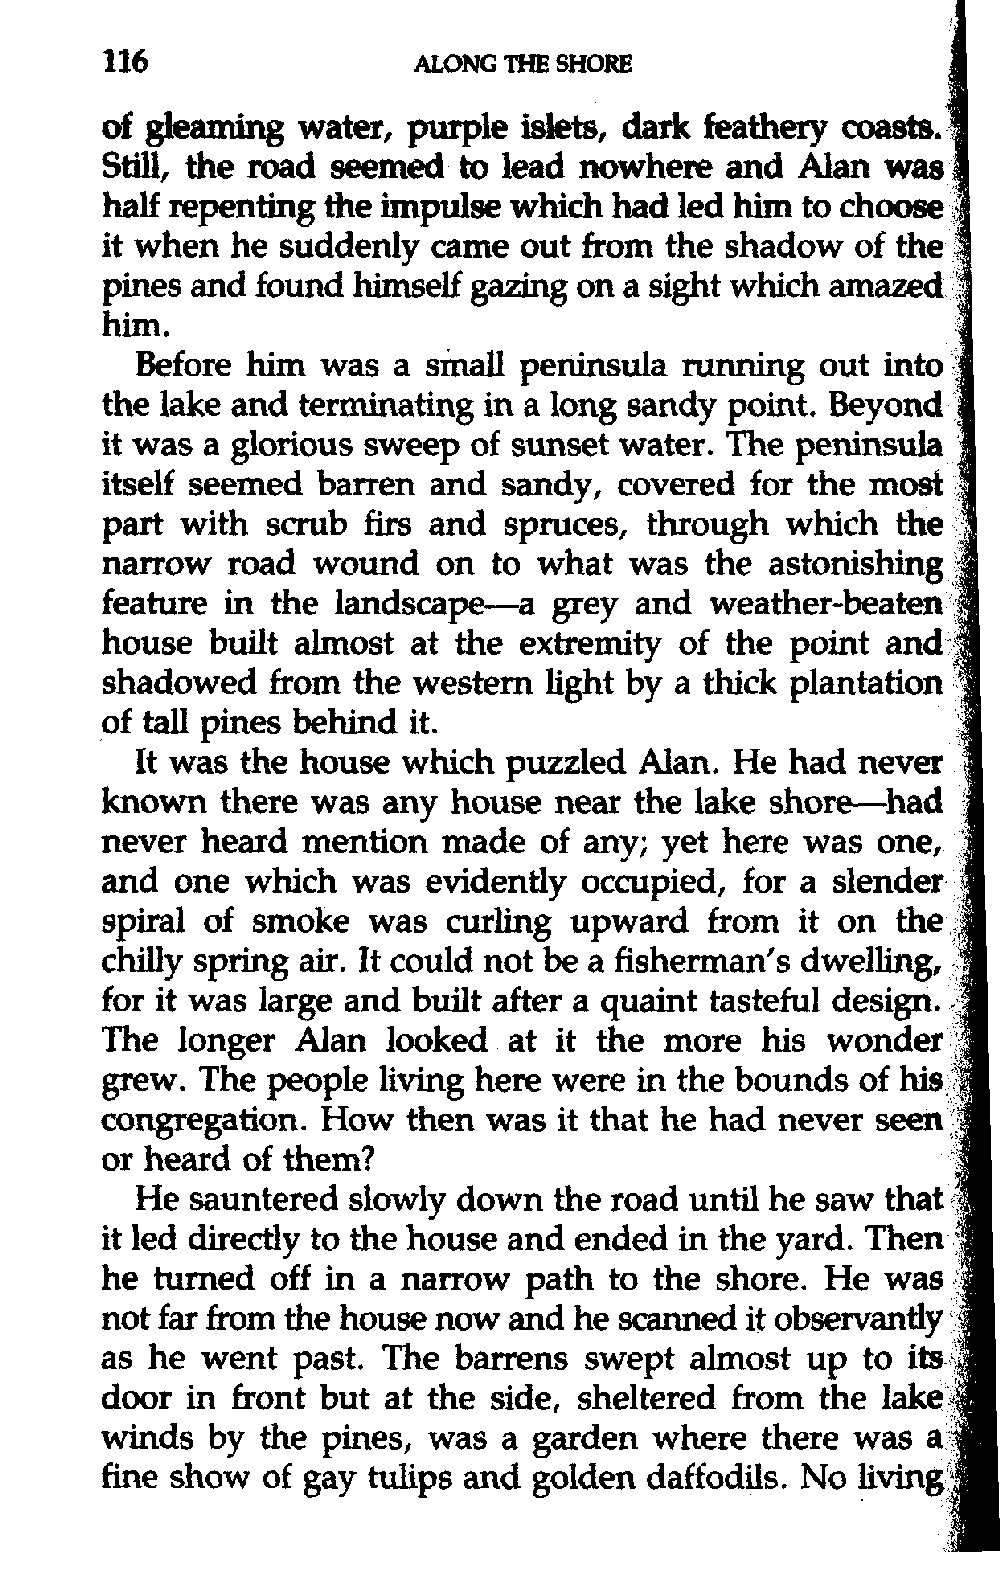 116 ALONG THE SHORE
of gleaming water, purple islets, dark feathery coasts.
Still, the road seemed to lead nowhere and Alan was
half repenting the impulse which had led him to choose
it when he suddenly came out from the shadow of the
pines and found himself gazing on a sight which amazed
him.
Before him was a small peninsula running out into
the lake and terminating in a long sandy point. Beyond
it was a glorious sweep of sunset water. The peninsula
itself seemed barren and sandy, covered for the most
part with scrub firs and spruces, through which the
narrow road wound on to what was the astonishing
feature in the landscape—a grey and weather-beaten
house built almost at the extremity of the point and
shadowed from the western light by a thick plantation
of tall pines behind it.
It was the house which puzzled Alan. He had never
known there was any house near the lake shore—had
never heard mention made of any; yet here was one,
and one which was evidently occupied, for a slender
spiral of smoke was curling upward from it on the
chilly spring air. It could not be a fisherman's dwelling,
for it was large and built after a quaint tasteful design.
The longer Alan looked at it the more his wonder
grew. The people living here were in the bounds of his
congregation. How then was it that he had never seen
or heard of them?
He sauntered slowly down the road until he saw that
it led directly to the house and ended in the yard. Then
he turned off in a narrow path to the shore. He was
not far from the house now and he scanned it observantly
as he went past. The barrens swept almost up to its
door in front but at the side, sheltered from the lake
winds by the pines, was a garden where there was a
fine show of gay tulips and golden daffodils. No living